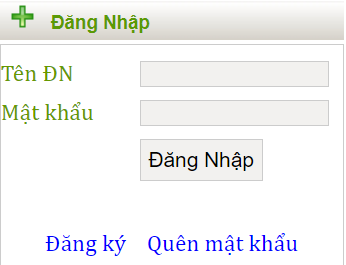 Đăng Nhập
Tên ĐN
Mật khẩu
Đăng Nhập
Đăng ký Quên mật khẩu